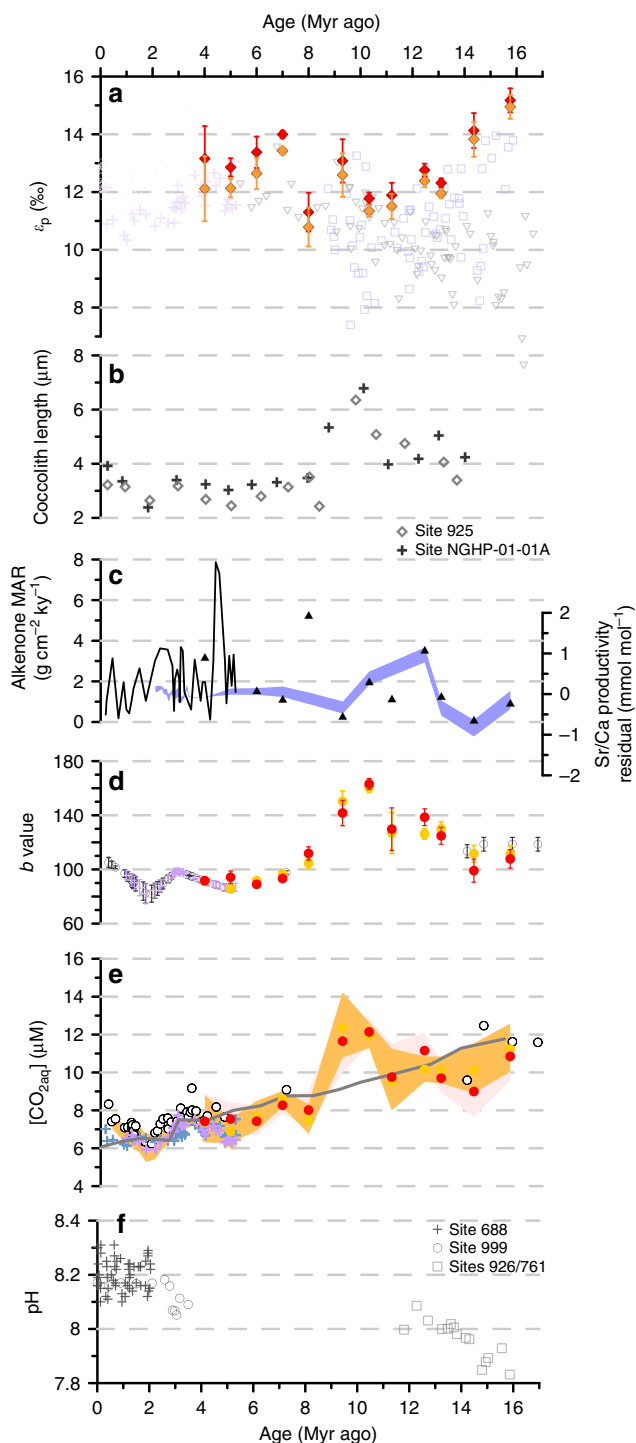 Age (Myr ago)
0 2 4 6 8 10 12 14 16
a
16
14
12
10
8
εp (‰)
b
8
6
4
2
Coccolith length (μm)
Site 925
Site NGHP-01-01A
c
8
6
4
2
0
Alkenone MAR
(g cm−2 ky−1)
2
1
0
−1
−2
Sr/Ca productivity
residual (mmol mol−1)
d
180
140
100
60
b value
e
16
14
12
10
8
6
4
[CO2aq] (μM)
f
8.4
8.2
8
7.8
pH
Site 688
Site 999
Sites 926/761
0 2 4 6 8 10 12 14 16
Age (Myr ago)